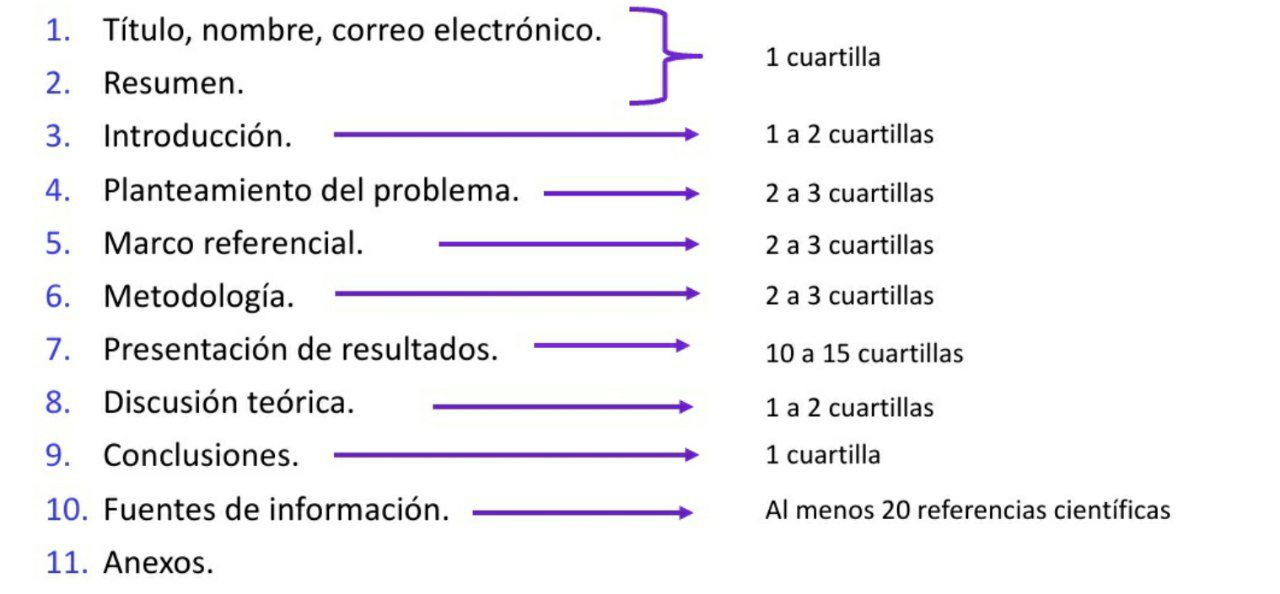 1. Título, nombre, correo electrónico.
2. Resumen.
1 cuartilla
3. Introducción. 1 a 2 cuartillas
4. Planteamiento del problema. 2 a 3 cuartillas
5. Marco referencial. 2 a 3 cuartillas
6. Metodología. 2 a 3 cuartillas
7. Presentación de resultados. 10 a 15 cuartillas
8. Discusión teórica. 1 a 2 cuartillas
9. Conclusiones. 1 cuartilla
10. Fuentes de información. Al menos 20 referencias científicas
11. Anexos.